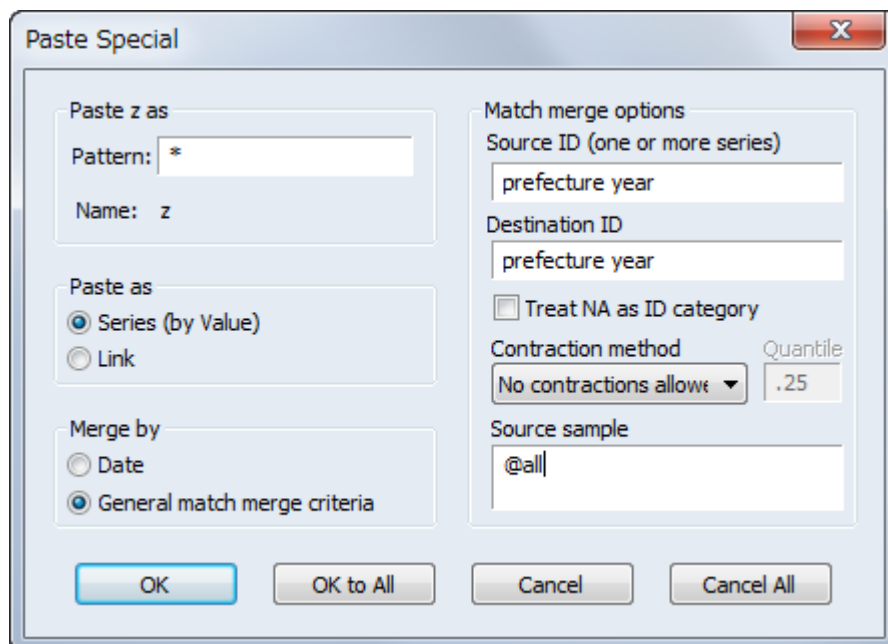 Paste Special
Paste z as
Pattern: *
Name: z
Paste as
Series (by Value)
Link
Merge by
Date
General match merge criteria
Match merge options
Source ID (one or more series)
prefecture year
Destination ID
prefecture year
Treat NA as ID category
Contraction method Quantile
No contractions allowe .25
Source sample
@all
OK OK to All Cancel Cancel All